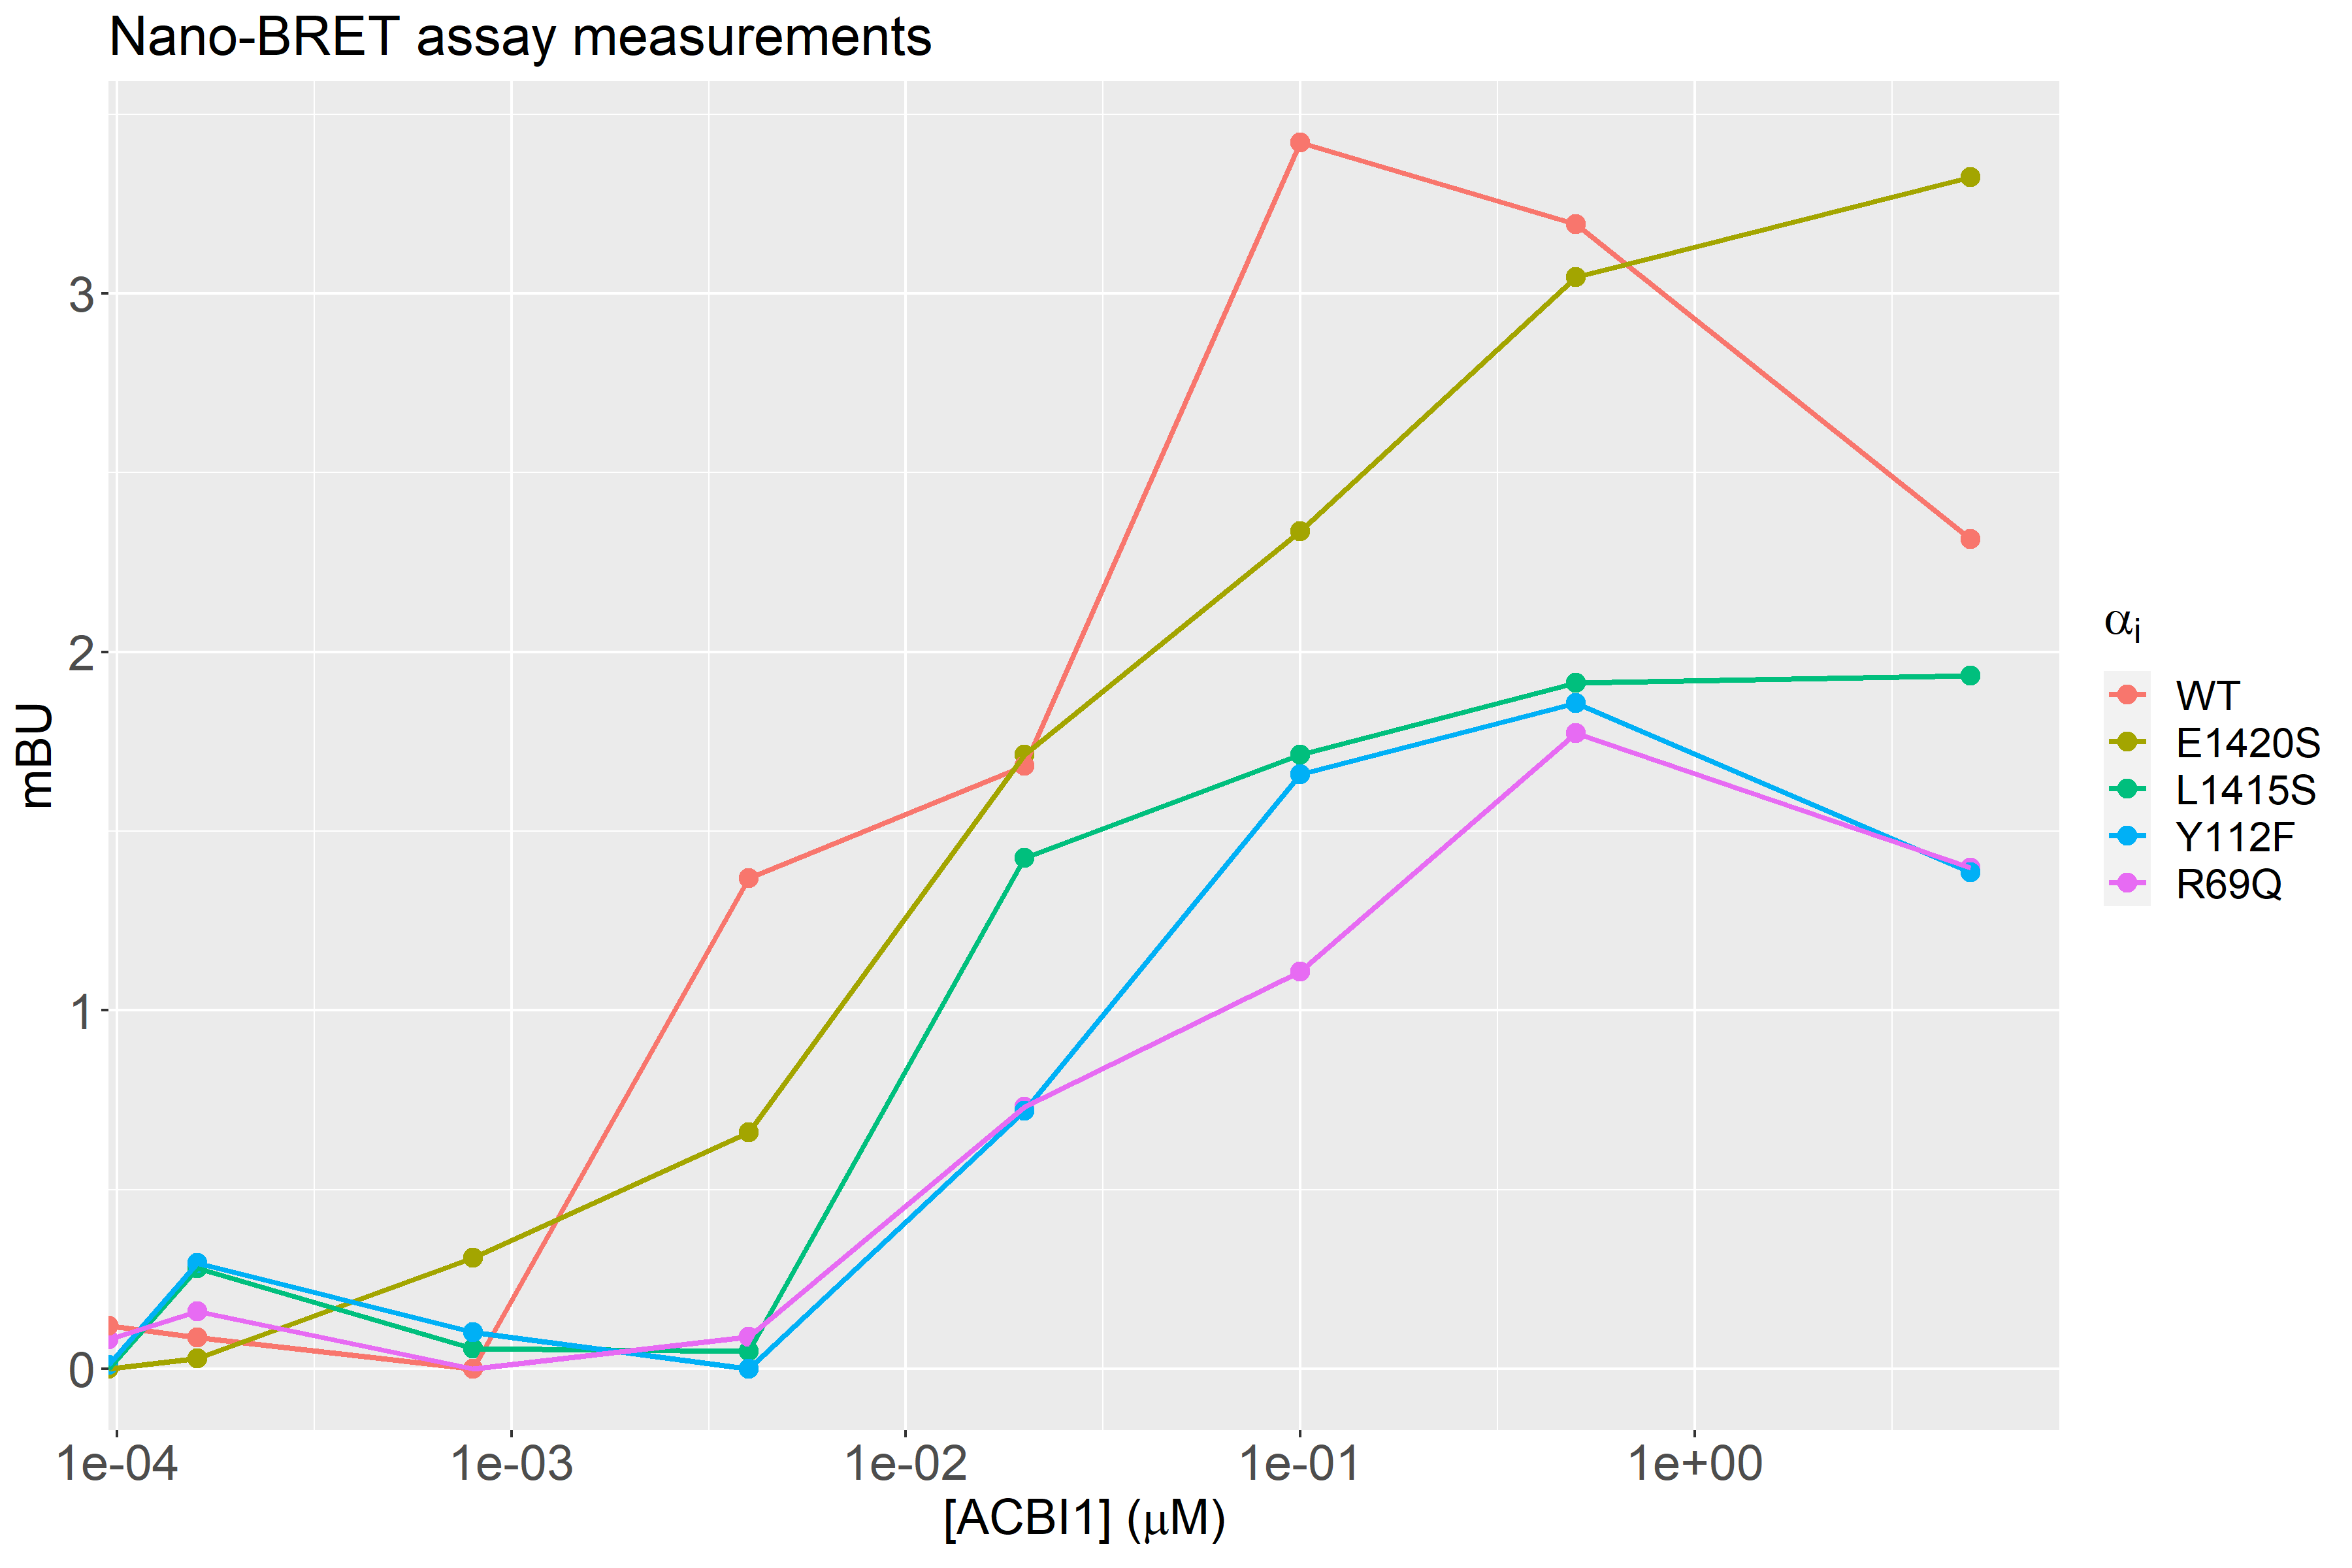 Nano-BRET assay measurements
3
2
1
0
mBU
1e-04 1e-03 1e-02 1e-01 1e+00
[ACBI1] (μM)
αi
WT
E1420S
L1415S
Y112F
R69Q